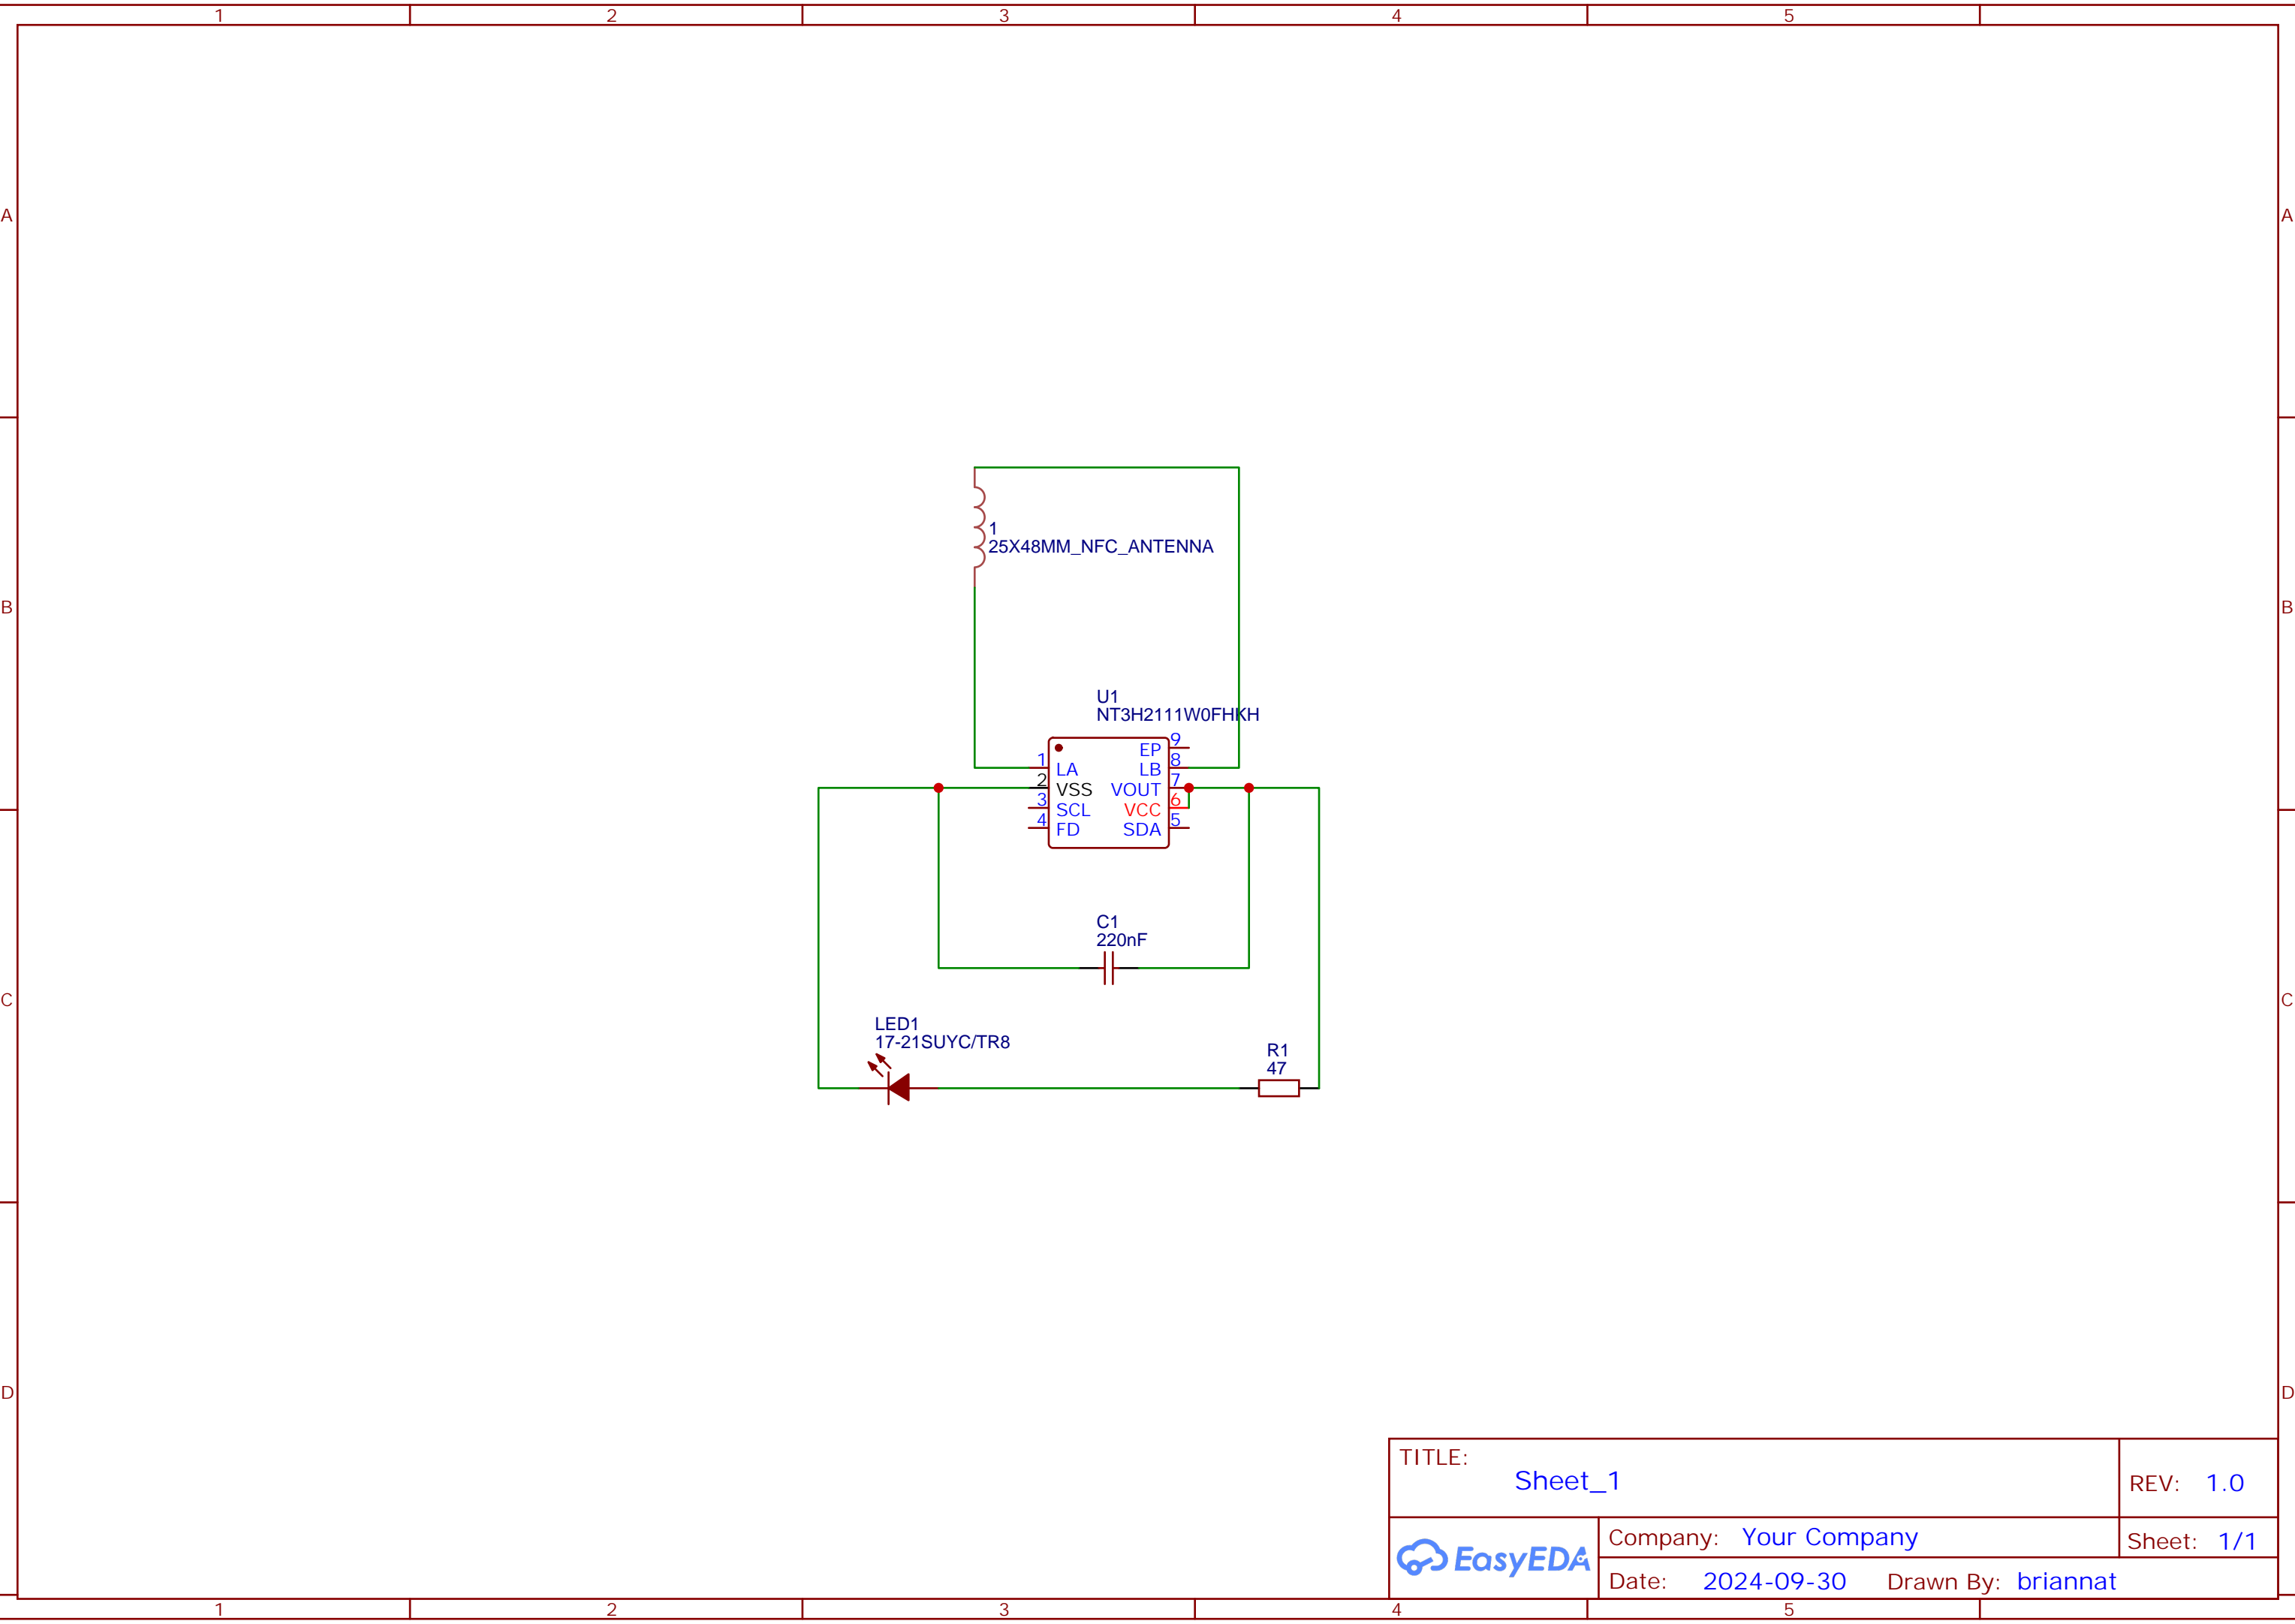 1 2 3 4 5
A A
1
25X48MM_NFC_ANTENNA
B B
U1
NT3H2111W0FHKH
EP 9
1 LA LB 8
2 VSS VOUT 7
3 SCL VCC 6
4 FD SDA 5
C1
220nF
C C
LED1
17-21SUYC/TR8
R1
47
D D
TITLE:
Sheet_1
REV: 1.0
EasyEDA
Company: Your Company
Sheet: 1/1
Date: 2024-09-30 Drawn By: briannat
1 2 3 4 5